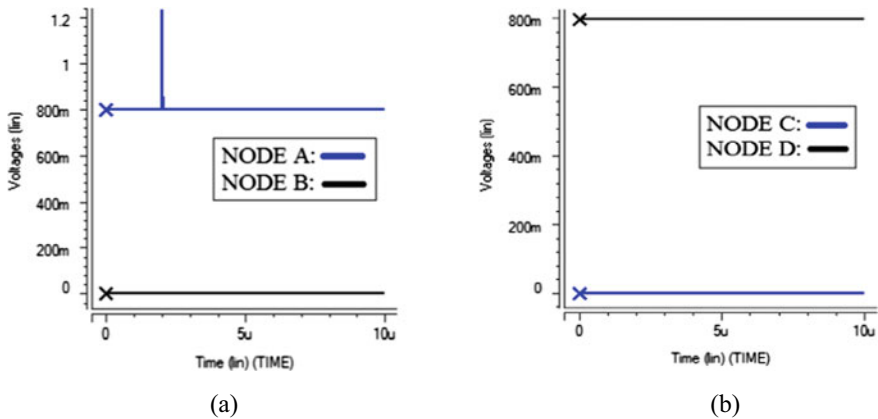 1.2
1
800m
600m
400m
200m
0
Voltages (lin)
NODE A:
NODE B:
0
5u
10u
Time (lin) (TIME)
(a)
800m
600m
400m
200m
0
Voltages (lin)
NODE C:
NODE D:
0
5u
10u
Time (lin) (TIME)
(b)